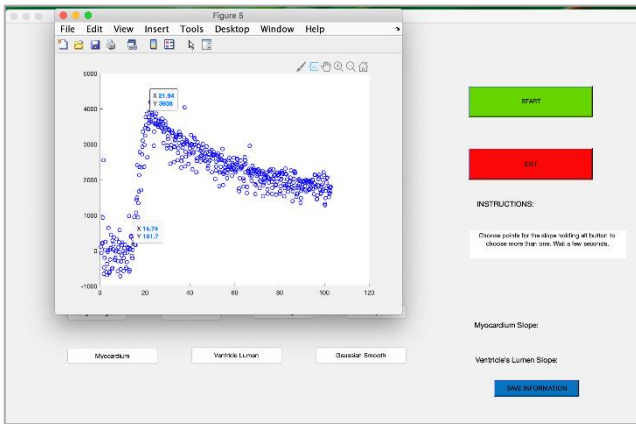 Figure 5
File Edit View Insert Tools Desktop Window Help
5000
4000
3000
2000
1000
0
-1000
0 20 40 60 80 100 120
X 21.94
Y 3938
X 14.74
Y 191.7
START
EXIT
INSTRUCTIONS:
Choose points for the slope holding alt button to
choose more than one. Wait a few seconds.
Myocardium Slope:
Myocardium Ventricle Lumen Gaussian Smooth
Ventricle's Lumen Slope:
SAVE INFORMATION